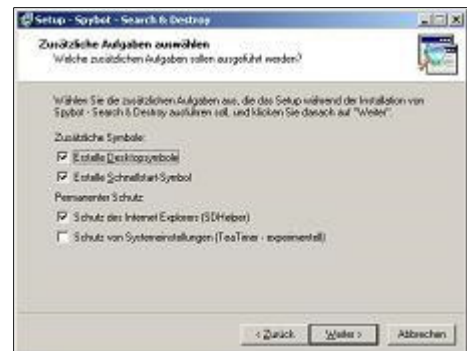 Setup - Spybot - Search & Destroy
Zusätzliche Aufgaben auswählen
Welche zusätzlichen Aufgaben sollen ausgeführt werden?
Wählen Sie die zusätzlichen Aufgaben aus, die das Setup während der Installation von
Spybot - Search & Destroy ausführen soll, und klicken Sie danach auf "Weiter".
Zusätzliche Symbole:
Erstelle Desktopsymbole
Erstelle Schnellstart-Symbol
Permanenter Schutz
Schutz des Internet Explorers (SDHelper)
Schutz von Systemeinstellungen (TeaTimer - experimentell)
< Zurück
Weiter >
Abbrechen